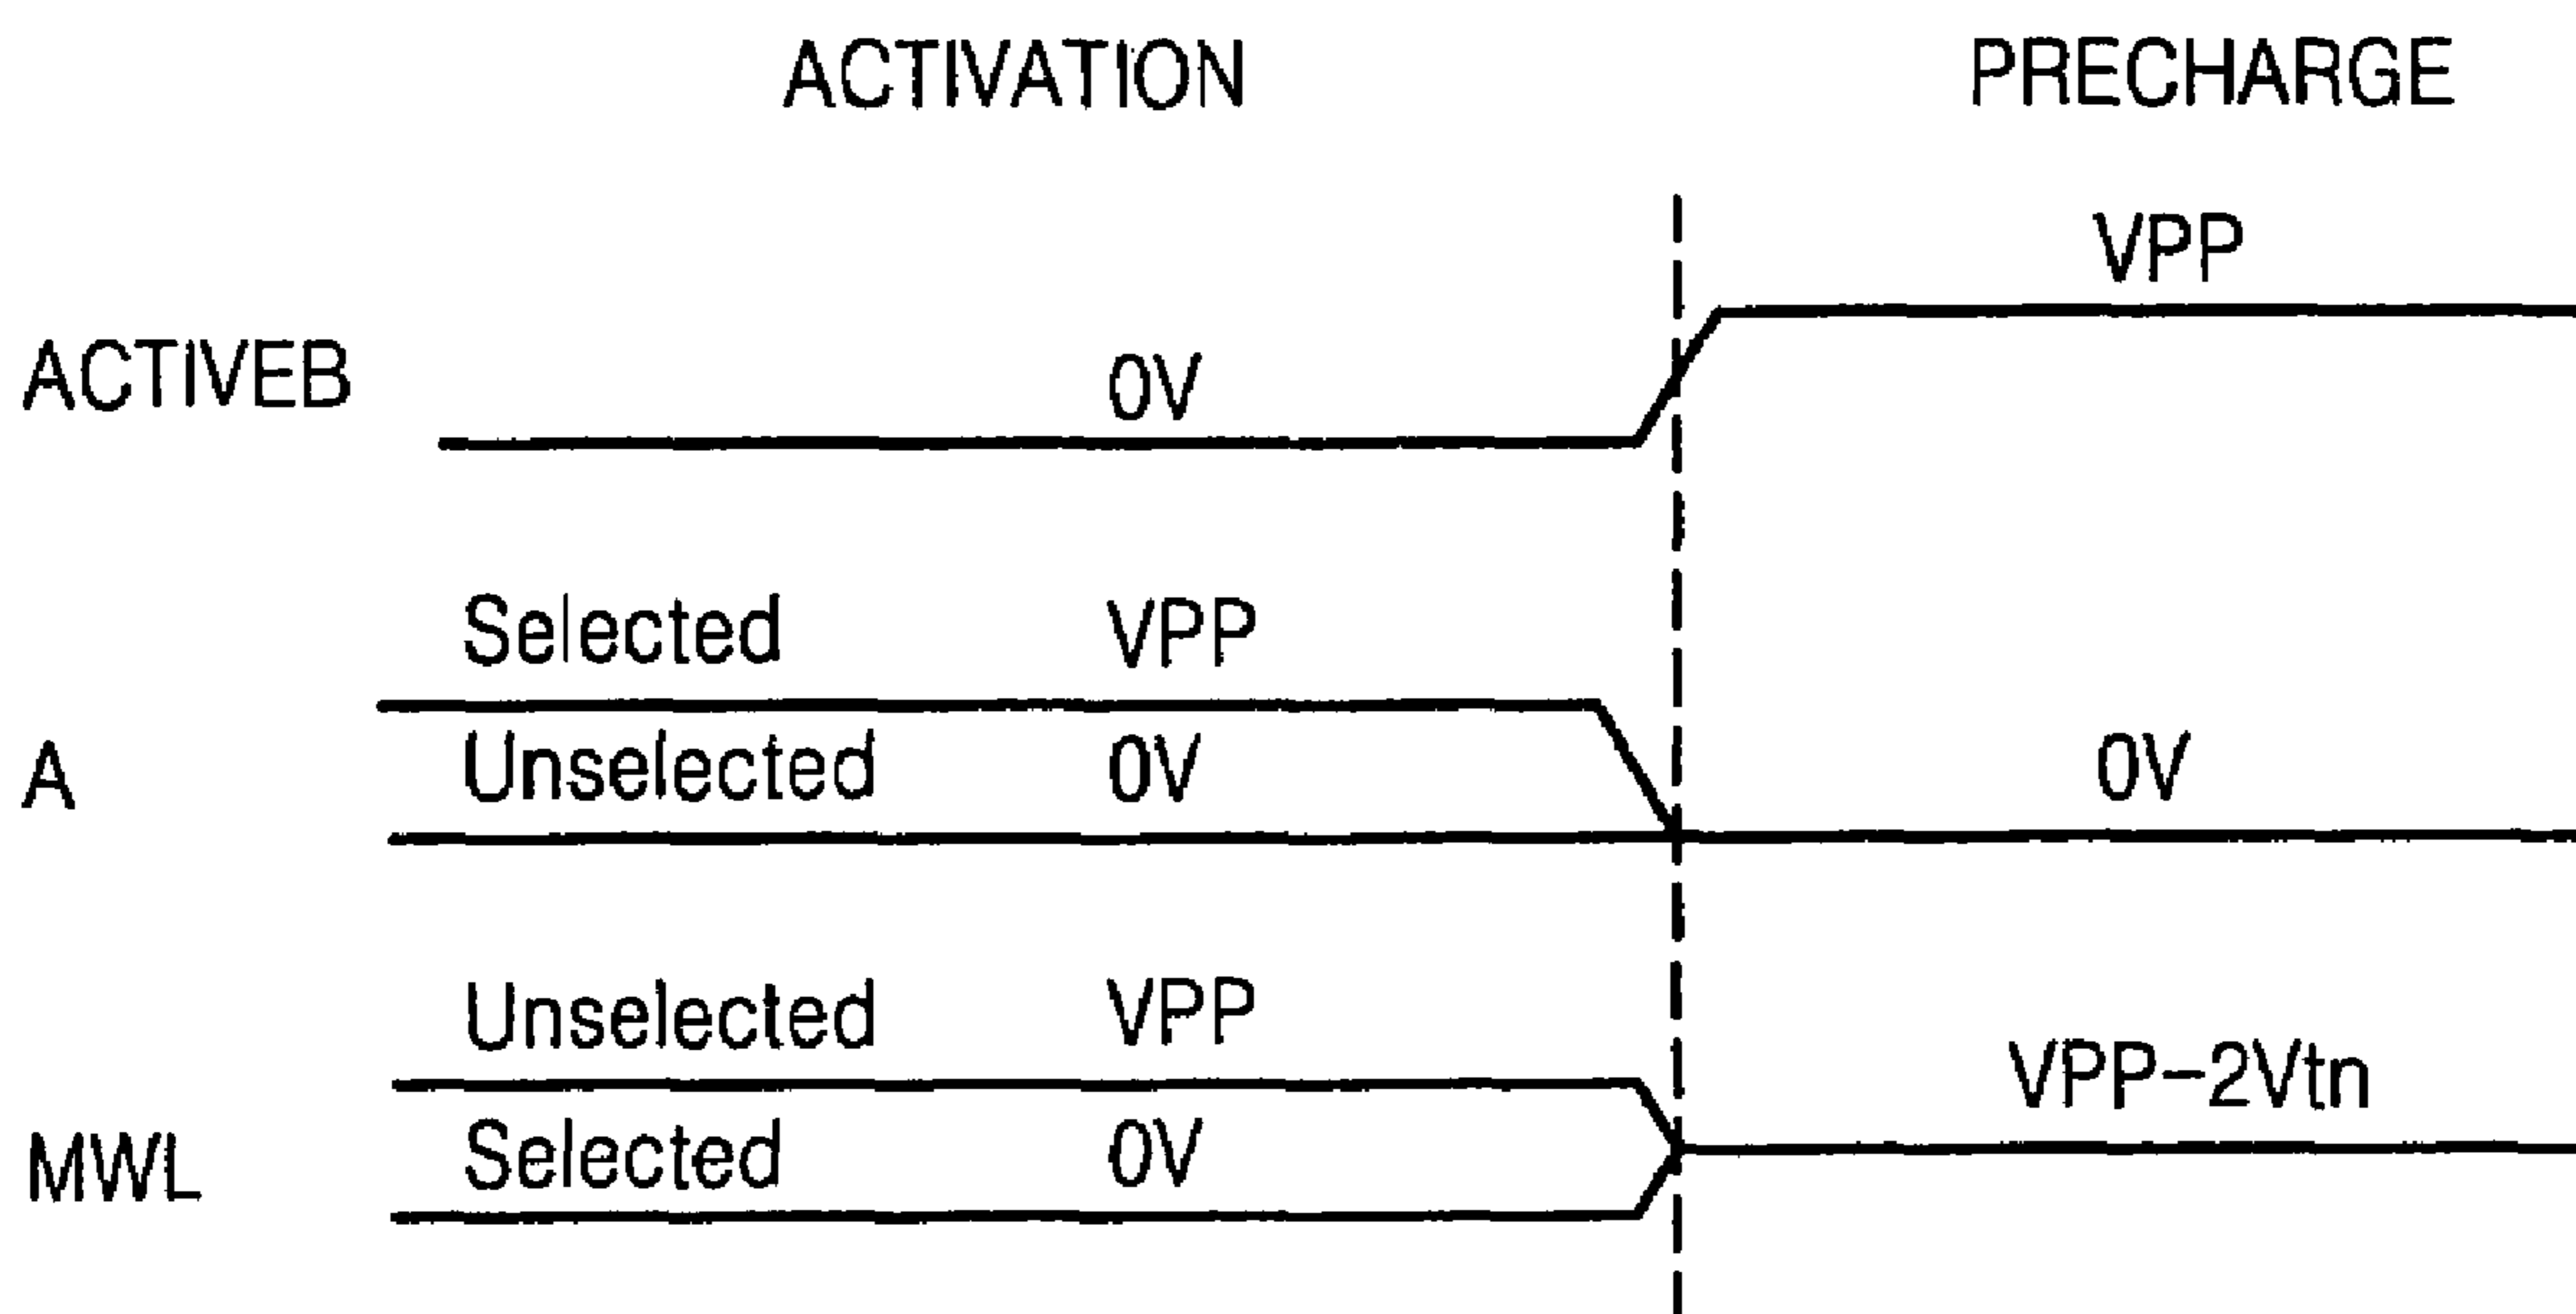 ACTIVATION PRECHARGE
VPP
ACTIVEB 0V
Selected VPP
A Unselected 0V 0V
Unselected VPP
VPP-2Vtn
MWL Selected 0V